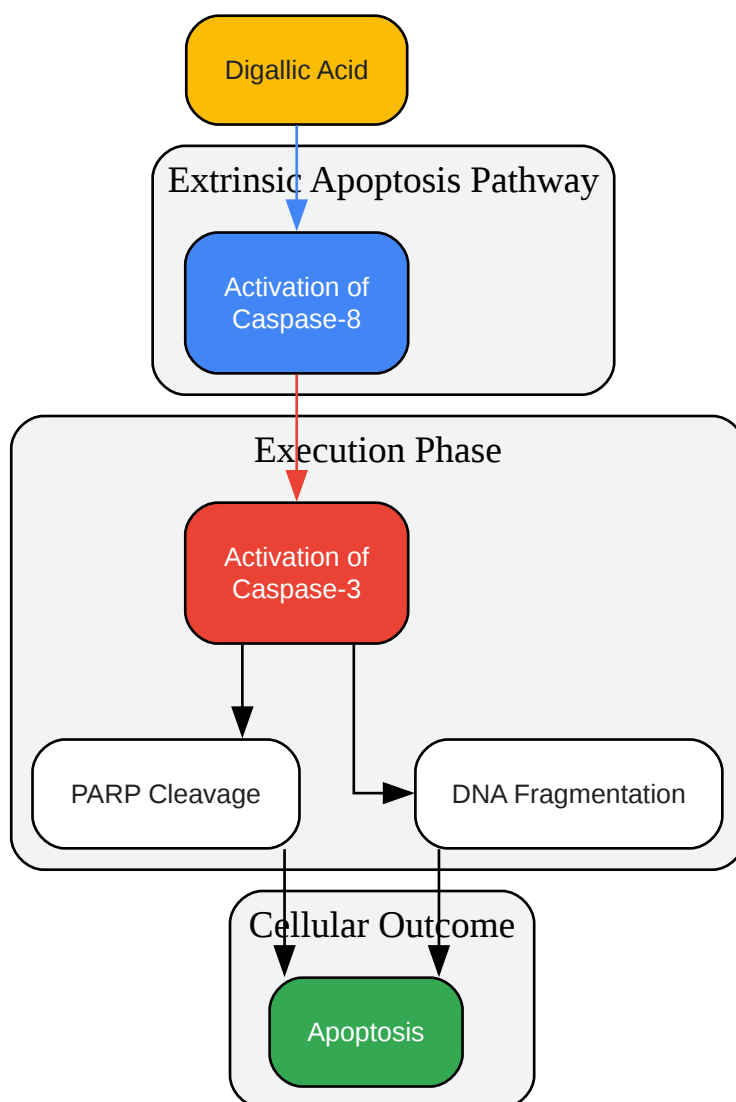 Digallic Acid
Extrinsic Apoptosis Pathway
Activation of
Caspase-8
Execution Phase
Activation of
Caspase-3
PARP Cleavage
DNA Fragmentation
Cellular Outcome
Apoptosis